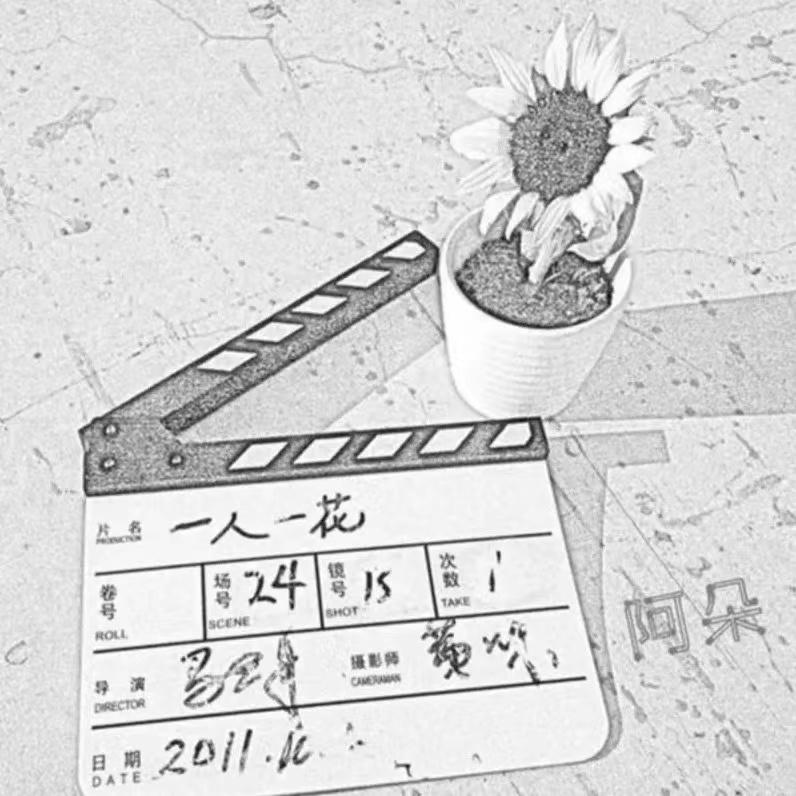 片 名 一人一花
PRODUCTION
卷号 场号 24 镜号 15 次数 1
ROLL SCENE SHOT TAKE
阿朵
导 演 摄影师 黄
DIRECTOR CAMERAMAN
日 期 2011.
DATE